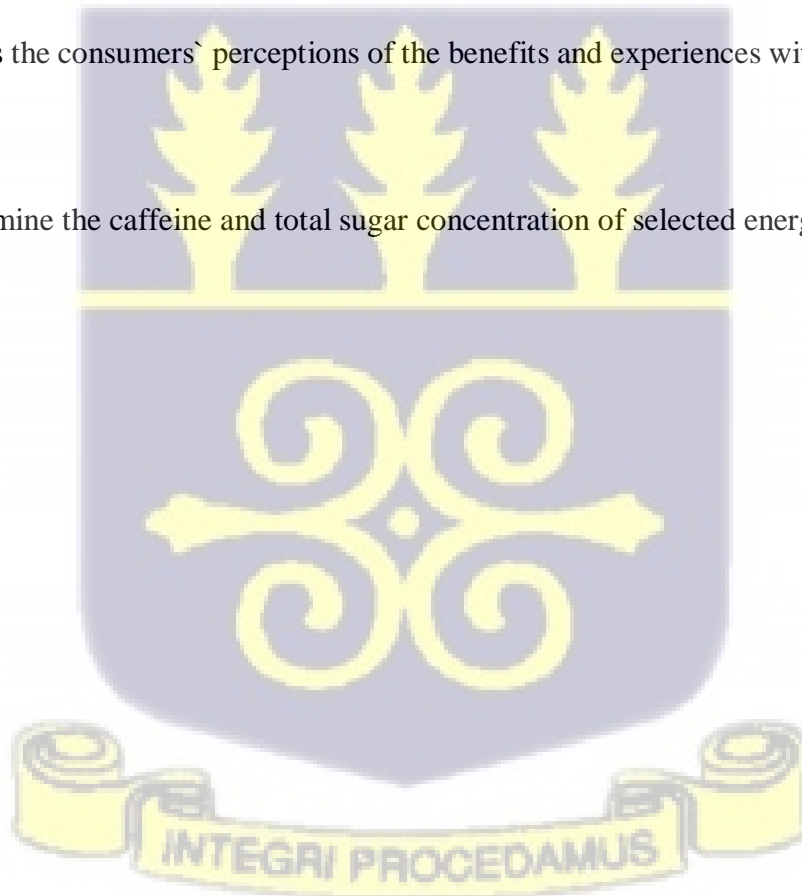 s the consumers` perceptions of the benefits and experiences wi
mine the caffeine and total sugar concentration of selected energ
INTEGRI PROCEDAMUS